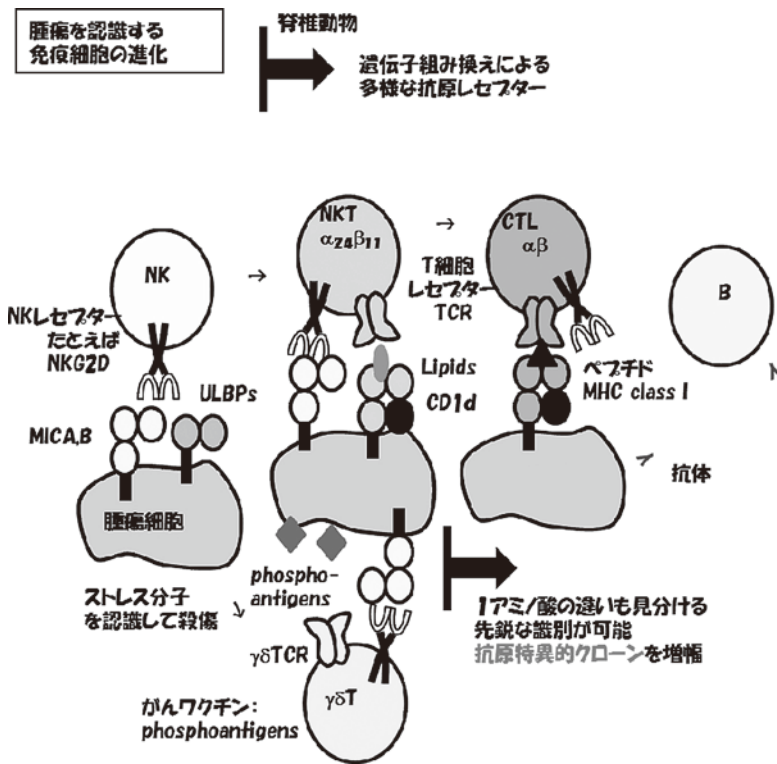 腫瘍を認識する
免疫細胞の進化
脊椎動物
遺伝子組み換えによる
多様な抗原レセプター
NK
NKT
α24β11
CTL
αβ
B
NKレセプター
たとえば
NKG2D
T細胞
レセプター
TCR
MICA,B
ULBPs
Lipids
CD1d
ペプチド
MHC class I
腫瘍細胞
抗体
ストレス分子
を認識して殺傷
phospho-
antigens
γδTCR
γδT
がんワクチン:
phosphoantigens
1アミノ酸の違いも見分ける
先鋭な識別が可能
抗原特異的クローンを増幅